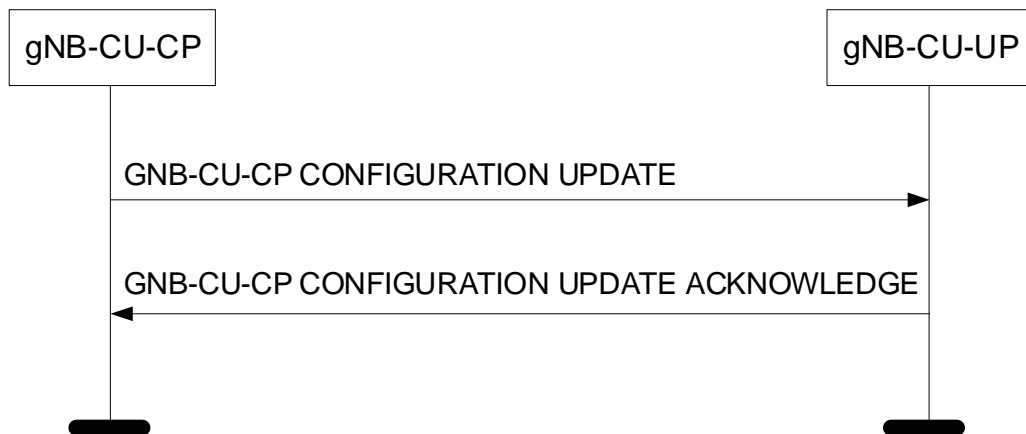 gNB-CU-CP
gNB-CU-UP
GNB-CU-CP CONFIGURATION UPDATE
GNB-CU-CP CONFIGURATION UPDATE ACKNOWLEDGE